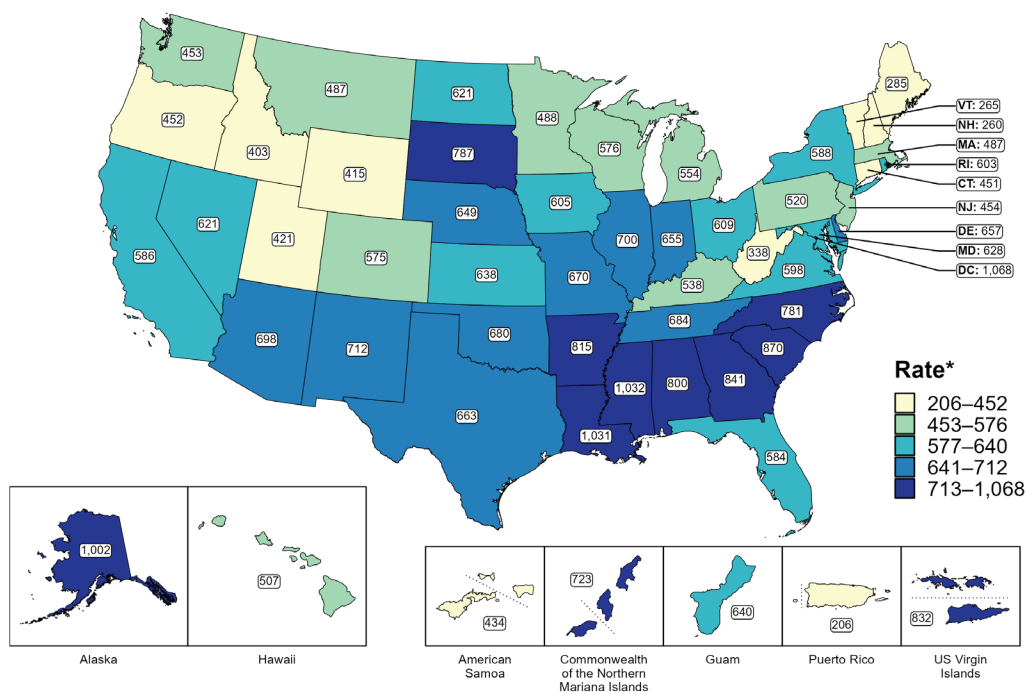 453
452
403
487
415
621
787
488
576
554
285
VT: 265
NH: 260
MA: 487
RI: 603
CT: 451
NJ: 454
DE: 657
MD: 628
DC: 1,068
588
520
586
621
421
575
649
605
700
655
609
338
598
638
670
538
698
712
680
684
781
815
870
663
1,032
800
841
1,031
584
Rate*
206–452
453–576
577–640
641–712
713–1,068
1,002
507
434
723
640
206
832
Alaska
Hawaii
American
Samoa
Commonwealth
of the Northern
Mariana Islands
Guam
Puerto Rico
US Virgin
Islands